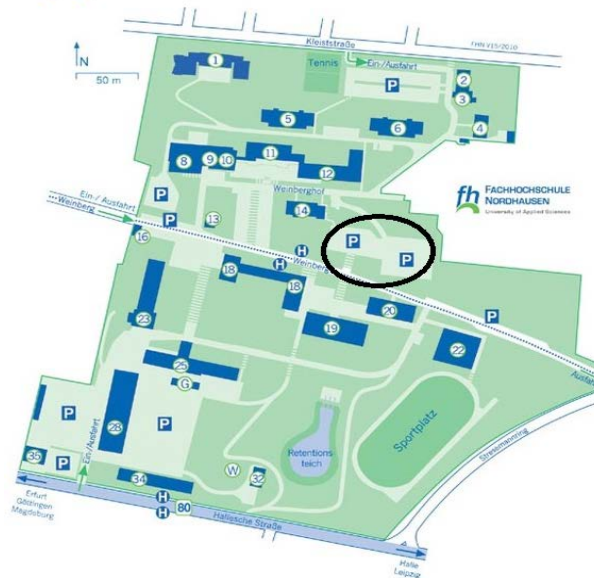 Kleiststraße
FHN V15/2010
N
50 m
1
Tennis
Ein-/Ausfahrt
P
2
3
4
5
6
8
9
10
11
12
Weinberghof
fh FACHHOCHSCHULE
NORDHAUSEN
University of Applied Sciences
Ein-/ Ausfahrt
Weinberg
P
P
13
14
16
P
P
H
H
Weinberg
18
18
19
20
P
22
Ausfahrt
23
25
G
28
P
P
Ein-/Ausfahrt
35
P
34
W
32
Retentions
teich
Sportplatz
Stresemannring
H
H
80
Hallesche Straße
Erfurt
Göttingen
Magdeburg
Halle
Leipzig